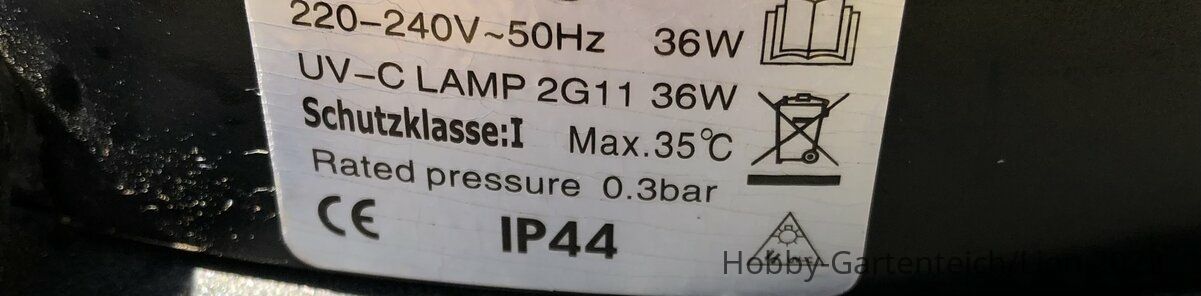 220-240V~50Hz 36W
UV-C LAMP 2G11 36W
Schutzklasse:I Max.35℃
Rated pressure 0.3bar
CE IP44
Hobby-Gartenteich/